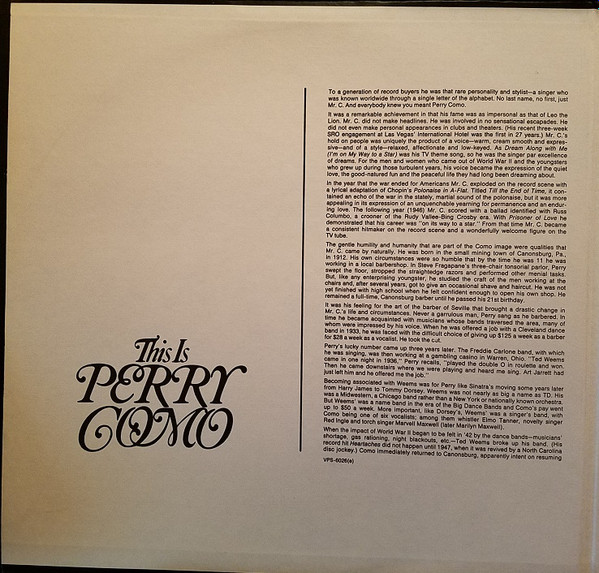 This Is
PERRY
COMO
To a generation of record buyers he was that rare personality and stylist—a singer who
was known worldwide through a single letter of the alphabet. No last name, no first, just
Mr. C. And everybody knew you meant Perry Como.
It was a remarkable achievement in that his fame was as impersonal as that of Leo the
Lion. Mr. C. did not make headlines. He was involved in no sensational escapades. He
did not even make personal appearances in clubs and theaters. (His recent three-week
SRO engagement at Las Vegas' International Hotel was the first in 27 years.) Mr. C.'s
hold on people was uniquely the product of a voice—warm, cream smooth and expres-
sive—and of a style—relaxed, affectionate and low-keyed. As Dream Along with Me
(I'm on My Way to a Star) was his TV theme song, so he was the singer par excellence
of dreams. For the men and women who came out of World War II and the youngsters
who grew up during those turbulent years, his voice became the expression of the quiet
love, the good-natured fun and the peaceful life they had long been dreaming about.
In the year that the war ended for Americans Mr. C. exploded on the record scene with
a lyrical adaptation of Chopin's Polonaise in A-Flat. Titled Till the End of Time, it con-
tained an echo of the war in the stately, martial sound of the polonaise, but it was more
appealing in its expression of an unquenchable yearning for permanence and an endur-
ing love. The following year (1946) Mr. C. scored with a ballad identified with Russ
Columbo, a crooner of the Rudy Vallee-Bing Crosby era. With Prisoner of Love he
demonstrated that his career was "on its way to a star." From that time Mr. C. became
a consistent hitmaker on the record scene and a wonderfully welcome figure on the
TV tube.
The gentle humility and humanity that are part of the Como image were qualities that
Mr. C. came by naturally. He was born in the small mining town of Canonsburg, Pa.,
in 1912. His own circumstances were so humble that by the time he was 11 he was
working in a local barbershop. In Steve Fragapane's three-chair tonsorial parlor, Perry
swept the floor, stropped the straightedge razors and performed other menial tasks.
But, like any enterprising youngster, he studied the craft of the men working at the
chairs and, after several years, got to give an occasional shave and haircut. He was not
yet finished with high school when he felt confident enough to open his own shop. He
remained a full-time, Canonsburg barber until he passed his 21st birthday.
It was his feeling for the art of the barber of Seville that brought a drastic change in
Mr. C.'s life and circumstances. Never a garrulous man, Perry sang as he barbered. In
time he became acquainted with musicians whose bands traversed the area, many of
whom were impressed by his voice. When he was offered a job with a Cleveland dance
band in 1933, he was faced with the difficult choice of giving up $125 a week as a barber
for $28 a week as a vocalist. He took the cut.
Perry's lucky number came up three years later. The Freddie Carlone band, with which
he was singing, was then working at a gambling casino in Warren, Ohio. "Ted Weems
came in one night in 1936," Perry recalls, "played the double O in roulette and won.
Then he came downstairs where we were playing and heard me sing. Art Jarrett had
just left him and he offered me the job."
Becoming associated with Weems was for Perry like Sinatra's moving some years later
from Harry James to Tommy Dorsey. Weems was not nearly as big a name as TD. His
was a Midwestern, a Chicago band rather than a New York or nationally known orchestra.
But Weems' was a name band in the era of the Big Dance Bands and Como's pay went
up to $50 a week. More important, like Dorsey's, Weems' was a singer's band, with
Como being one of six vocalists; among them whistler Elmo Tanner, novelty singer
Red Ingle and torch singer Marvell Maxwell (later Marilyn Maxwell).
When the impact of World War II began to be felt in '42 by the dance bands—musicians'
shortage, gas rationing, night blackouts, etc.—Ted Weems broke up his band. (His
record hit Heartaches did not happen until 1947, when it was revived by a North Carolina
disc jockey.) Como immediately returned to Canonsburg, apparently intent on resuming
VPS-6026(e)